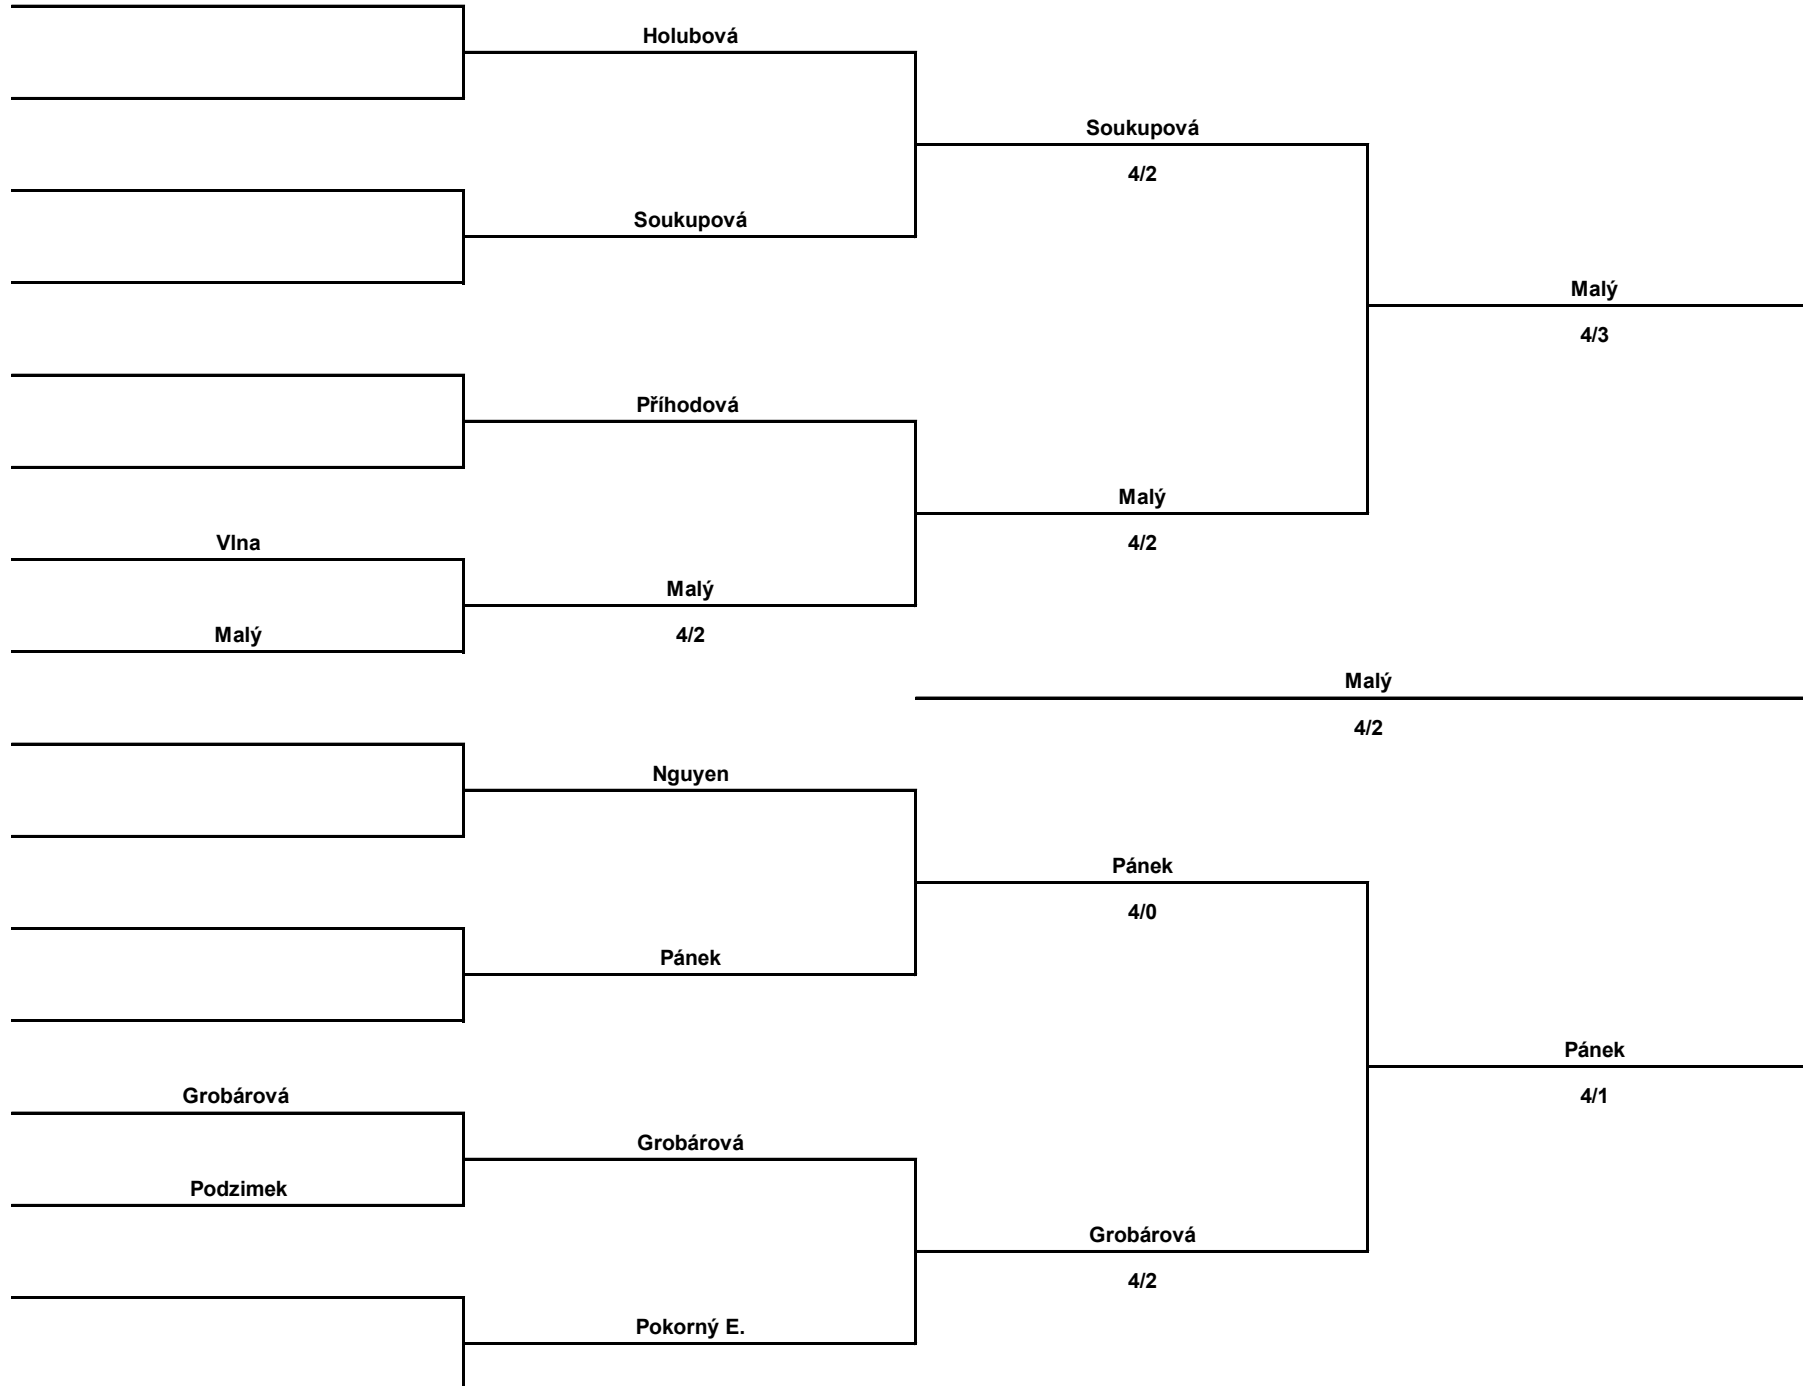 Holubová
Soukupová
4/2
Soukupová
Malý
4/3
Příhodová
Malý
Vlna
4/2
Malý
Malý
4/2
Malý
4/2
Nguyen
Pánek
4/0
Pánek
Pánek
Grobárová
4/1
Grobárová
Podzimek
Grobárová
4/2
Pokorný E.